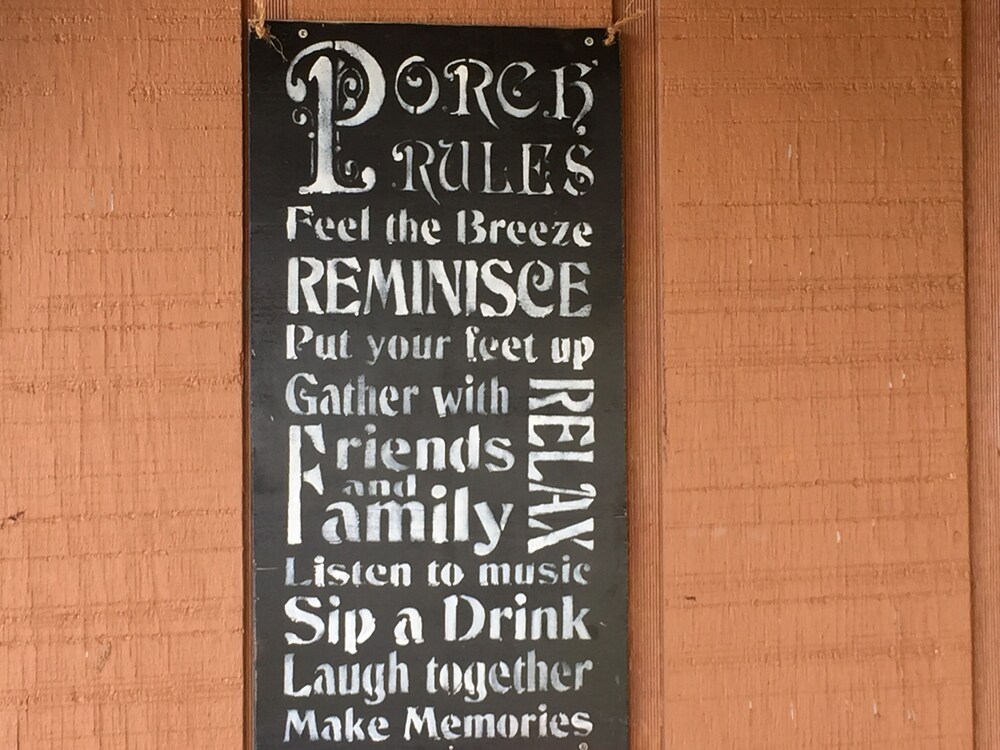 PORCH
RULES
Feel the Breeze
REMINISCE
Put your feet up
Gather with
RELAX
Friends
and
Family
Listen to music
Sip a Drink
Laugh together
Make Memories